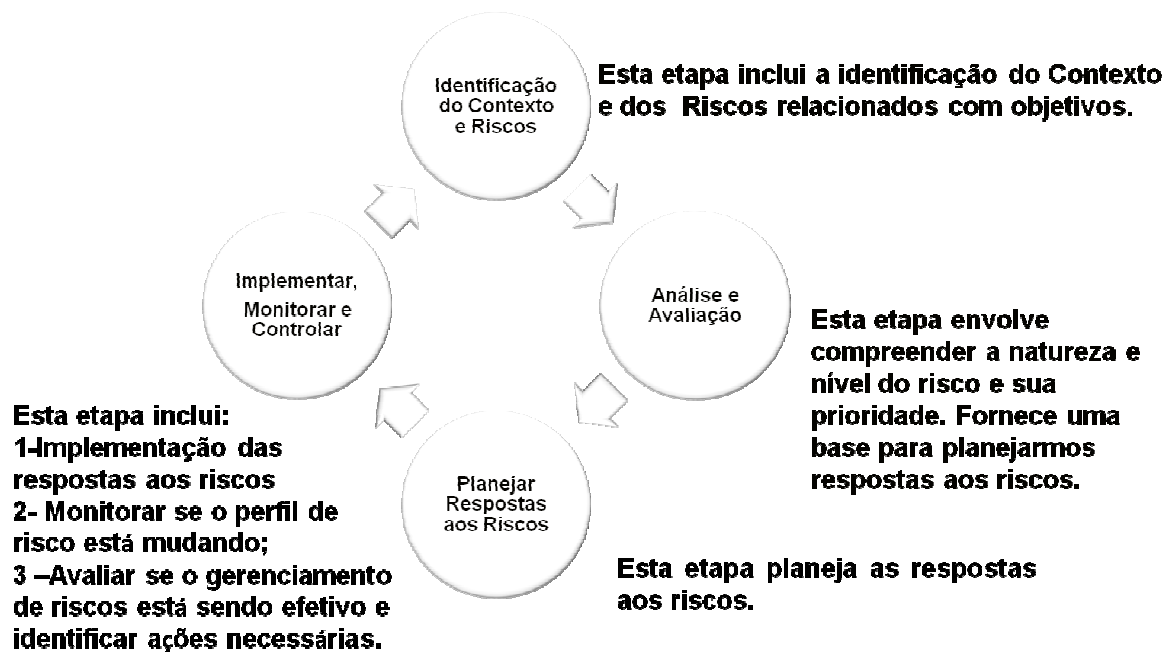 Identificação
do Contexto
e Riscos
Esta etapa inclui a identificação do Contexto
e dos Riscos relacionados com objetivos.
Análise e
Avaliação
Esta etapa envolve
compreender a natureza e
nível do risco e sua
prioridade. Fornece uma
base para planejarmos
respostas aos riscos.
Planejar
Respostas
aos Riscos
Esta etapa planeja as respostas
aos riscos.
Implementar,
Monitorar e
Controlar
Esta etapa inclui:
1-Implementação das
respostas aos riscos
2- Monitorar se o perfil de
risco está mudando;
3 –Avaliar se o gerenciamento
de riscos está sendo efetivo e
identificar ações necessárias.